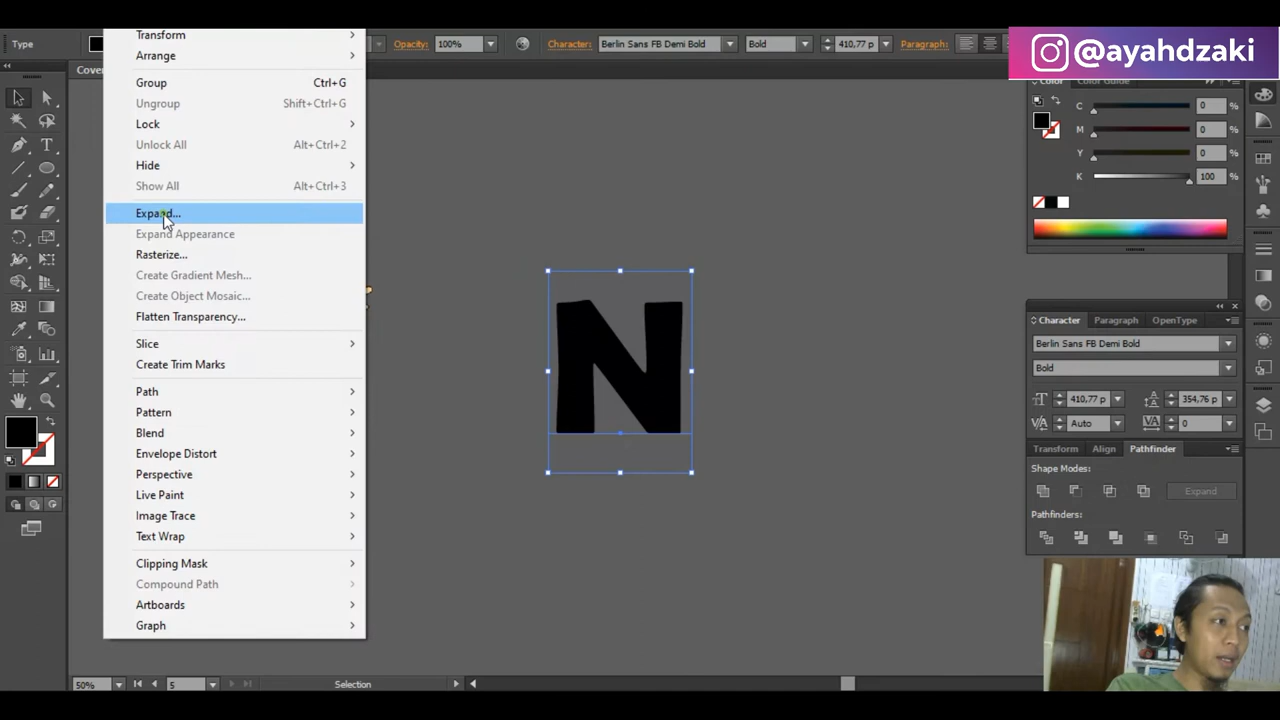 Type
Opacity:
100%
Character:
Berlin Sans FB Demi Bold
Bold
410,77 p
Paragraph:
@ayahdzaki
Cover
Transform
Arrange
Group Ctrl+G
Ungroup Shift+Ctrl+G
Lock
Unlock All Alt+Ctrl+2
Hide
Show All Alt+Ctrl+3
Expand...
Expand Appearance
Rasterize...
Create Gradient Mesh...
Create Object Mosaic...
Flatten Transparency...
Slice
Create Trim Marks
Path
Pattern
Blend
Envelope Distort
Perspective
Live Paint
Image Trace
Text Wrap
Clipping Mask
Compound Path
Artboards
Graph
N
Color Color Guide
C 0 %
M 0 %
Y 0 %
K 100 %
Character Paragraph OpenType
Berlin Sans FB Demi Bold
Bold
410,77 p 354,76 p
Auto 0
Transform Align Pathfinder
Shape Modes:
Expand
Pathfinders:
50% 5 Selection